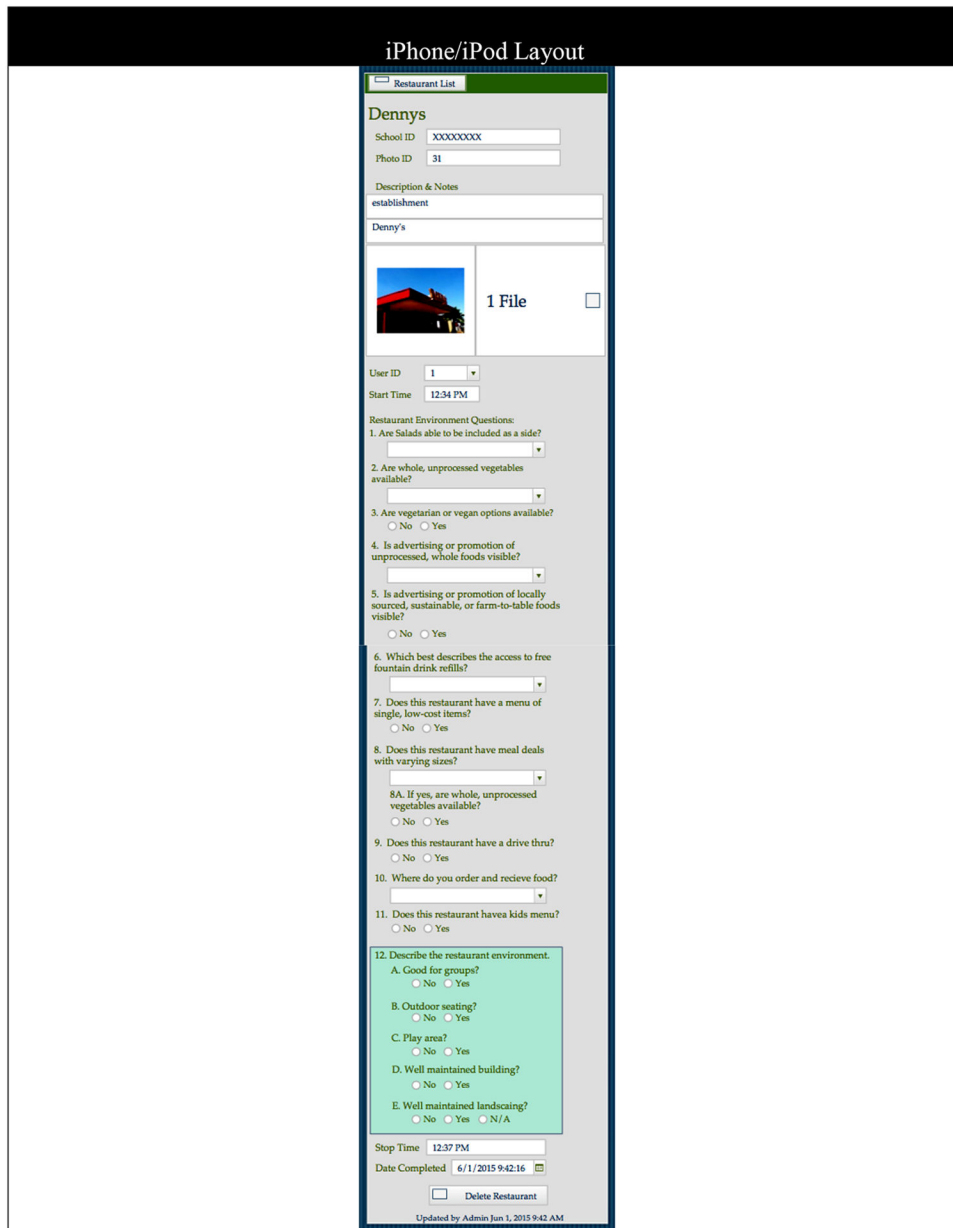 iPhone/iPod Layout
Restaurant List
Dennys
School ID XXXXXXXX
Photo ID 31
Description & Notes
establishment
Denny's
1 File
User ID 1
Start Time 12:34 PM
Restaurant Environment Questions:
1. Are Salads able to be included as a side?
2. Are whole, unprocessed vegetables
available?
3. Are vegetarian or vegan options available?
No Yes
4. Is advertising or promotion of
unprocessed, whole foods visible?
5. Is advertising or promotion of locally
sourced, sustainable, or farm-to-table foods
visible?
No Yes
6. Which best describes the access to free
fountain drink refills?
7. Does this restaurant have a menu of
single, low-cost items?
No Yes
8. Does this restaurant have meal deals
with varying sizes?
8A. If yes, are whole, unprocessed
vegetables available?
No Yes
9. Does this restaurant have a drive thru?
No Yes
10. Where do you order and recieve food?
11. Does this restaurant havea kids menu?
No Yes
12. Describe the restaurant environment.
A. Good for groups?
No Yes
B. Outdoor seating?
No Yes
C. Play area?
No Yes
D. Well maintained building?
No Yes
E. Well maintained landscaing?
No Yes N/A
Stop Time 12:37 PM
Date Completed 6/1/2015 9:42:16
Delete Restaurant
Updated by Admin Jun 1, 2015 9:42 AM